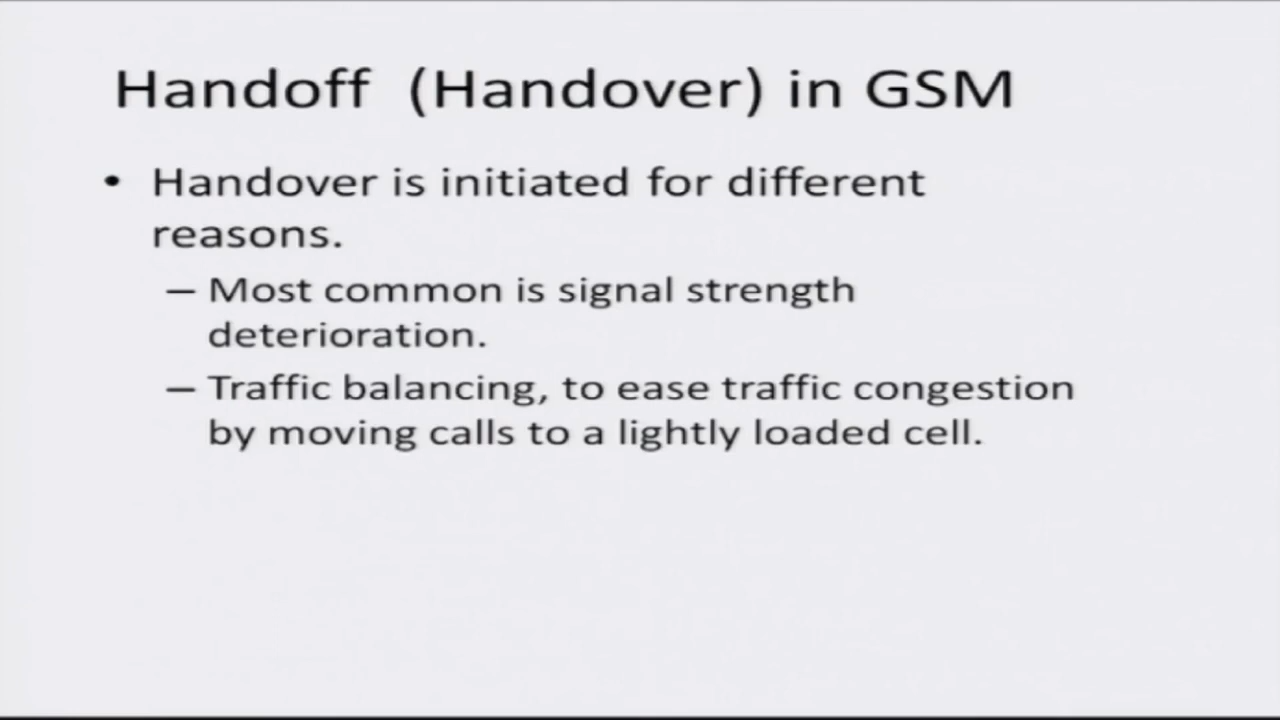 Handoff (Handover) in GSM
• Handover is initiated for different
reasons.
– Most common is signal strength
deterioration.
– Traffic balancing, to ease traffic congestion
by moving calls to a lightly loaded cell.